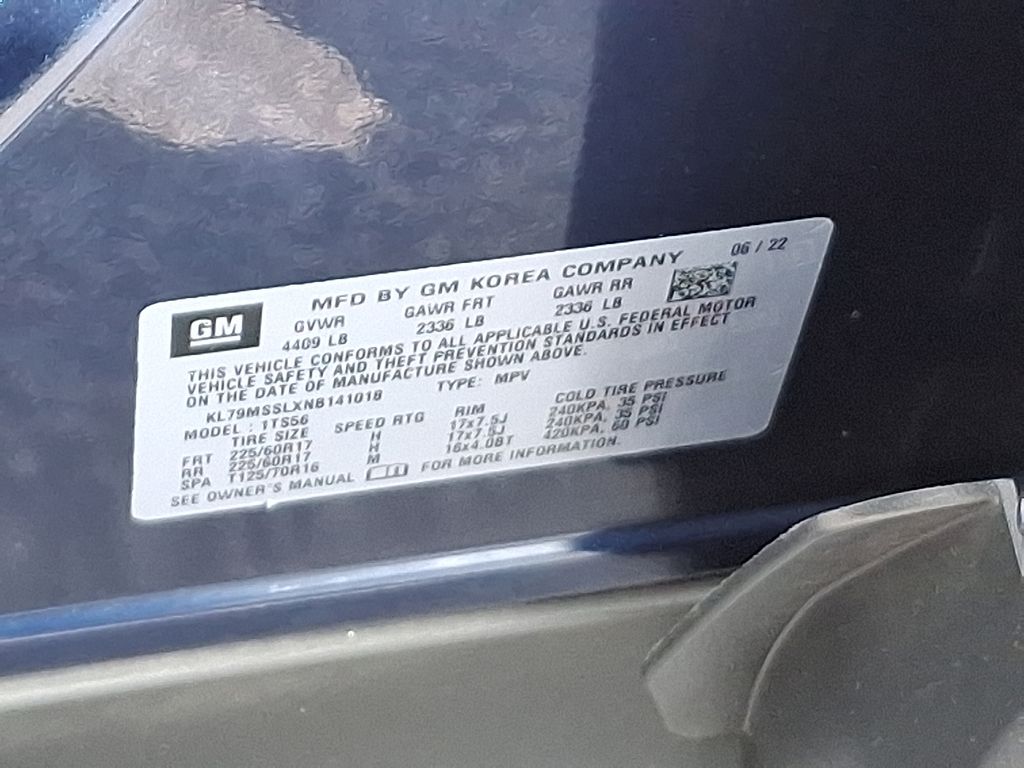 06 / 22
MFD BY GM KOREA COMPANY
GM
GVWR GAWR FRT GAWR RR
4409 LB 2336 LB 2336 LB
THIS VEHICLE CONFORMS TO ALL APPLICABLE U.S. FEDERAL MOTOR
VEHICLE SAFETY AND THEFT PREVENTION STANDARDS IN EFFECT
ON THE DATE OF MANUFACTURE SHOWN ABOVE.
KL79MSSLXNB141018 TYPE: MPV
MODEL : 1TS56
TIRE SIZE SPEED RTG RIM COLD TIRE PRESSURE
FRT 225/60R17 H 17x7.5J 240KPA, 35 PSI
RR 225/60R17 H 17x7.5J 240KPA, 35 PSI
SPA T125/70R16 M 16x4.0BT 420KPA, 60 PSI
SEE OWNER'S MANUAL FOR MORE INFORMATION.